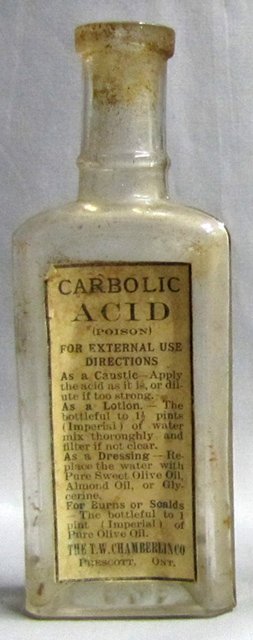 CARBOLIC
ACID
(POISON)
FOR EXTERNAL USE
DIRECTIONS
As a Caustic—Apply
the acid as it is, or dil-
ute if too strong.
As a Lotion. — The
bottleful to 1½ pints
(Imperial) of water
mix thoroughly and
filter if not clear.
As a Dressing — Re-
place the water with
Pure Sweet Olive Oil,
Almond Oil, or Gly-
cerine.
For Burns or Scalds
The bottleful to 1
pint (Imperial) of
Pure Olive Oil.
THE T. W. CHAMBERLIN CO
PRESCOTT, ONT.